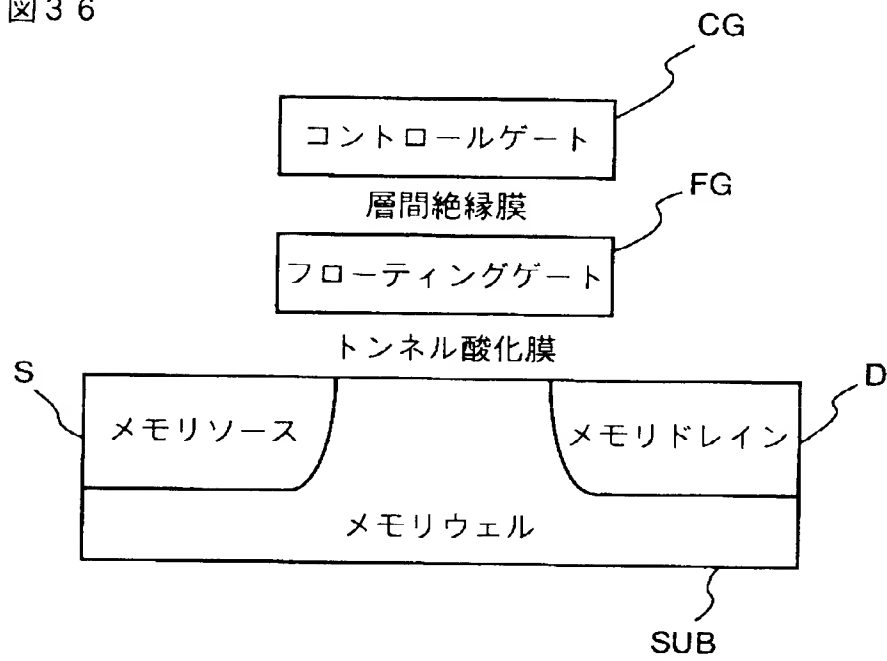 図36
CG
コントロールゲート
層間絶縁膜
FG
フローティングゲート
トンネル酸化膜
S
D
メモリソース
メモリドレイン
メモリウェル
SUB